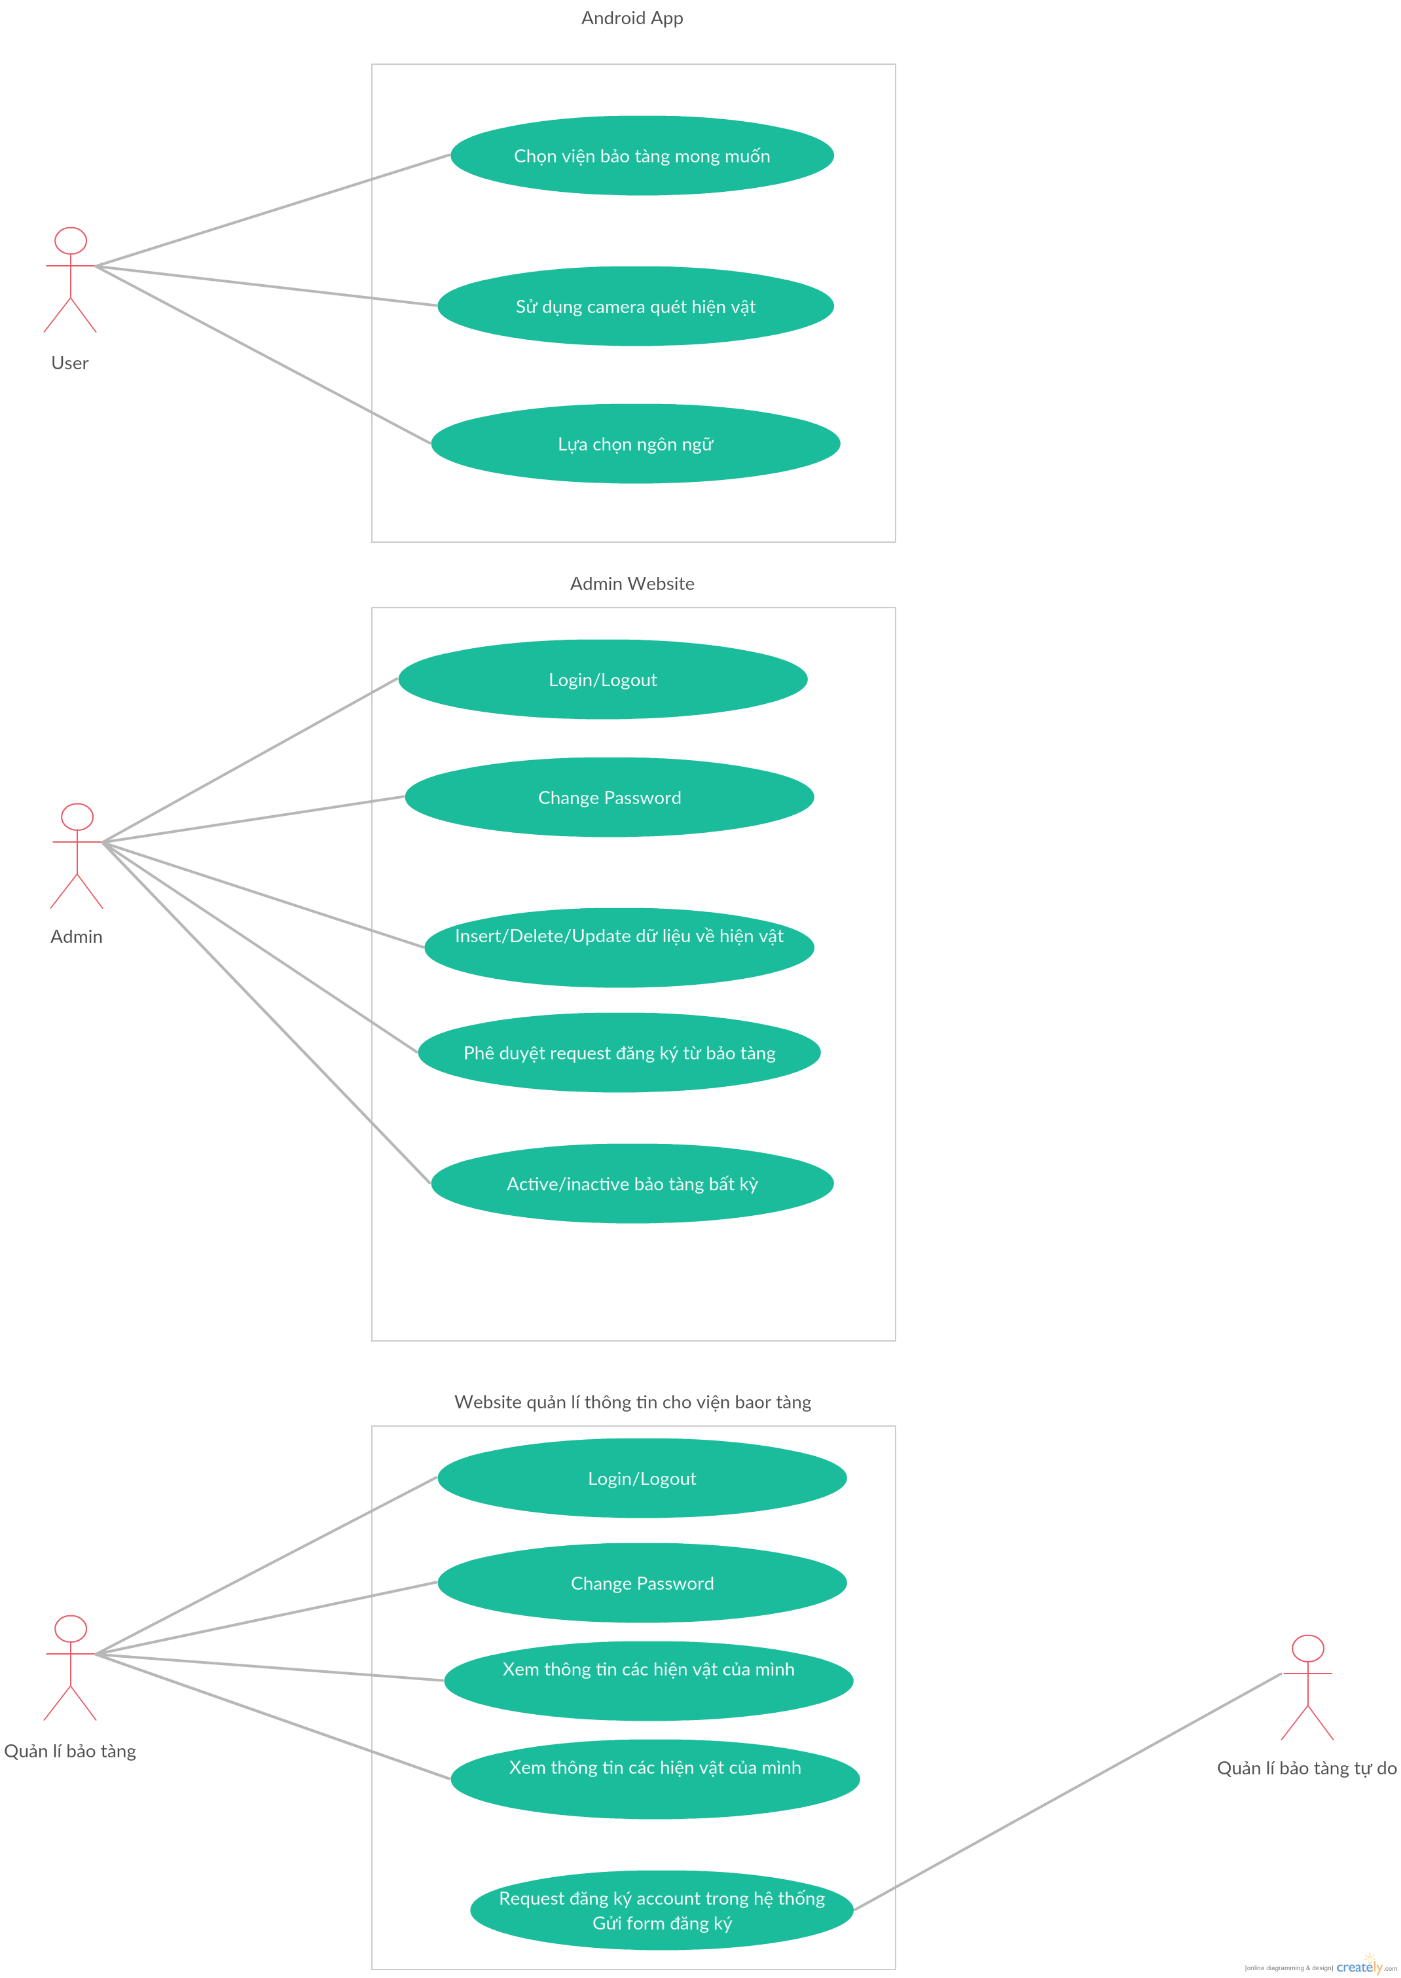 Android App
Chọn viện bảo tàng mong muốn
Sử dụng camera quét hiện vật
User
Lựa chọn ngôn ngữ
Admin Website
Login/Logout
Change Password
Admin
Insert/Delete/Update dữ liệu về hiện vật
Phê duyệt request đăng ký từ bảo tàng
Active/inactive bảo tàng bất kỳ
Website quản lí thông tin cho viện baor tàng
Login/Logout
Change Password
Xem thông tin các hiện vật của mình
Quản lí bảo tàng
Xem thông tin các hiện vật của mình
Quản lí bảo tàng tự do
Request đăng ký account trong hệ thống
Gửi form đăng ký
[online diagramming & design] creately.com